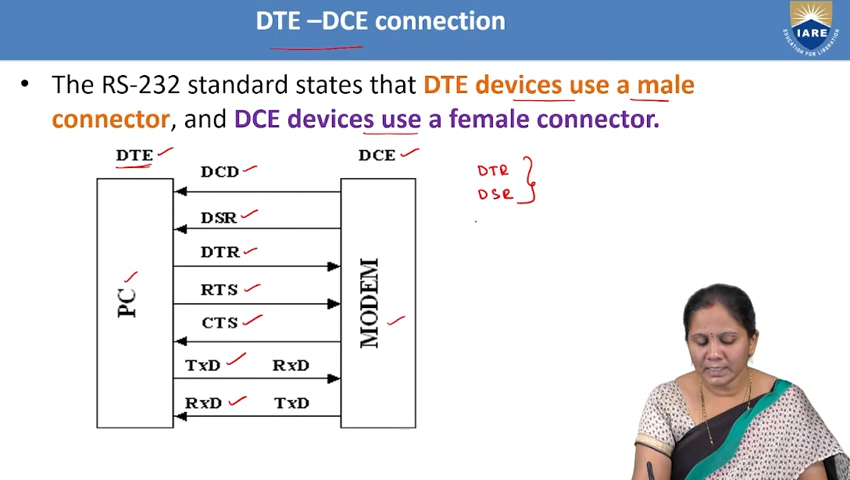 DTE –DCE connection
IARE
EDUCATION FOR LIBERATION
• The RS-232 standard states that DTE devices use a male
connector, and DCE devices use a female connector.
DTE
DCE
DCD
DSR
DTR
RTS
CTS
TxD RxD
RxD TxD
PC
MODEM
DTR
DSR